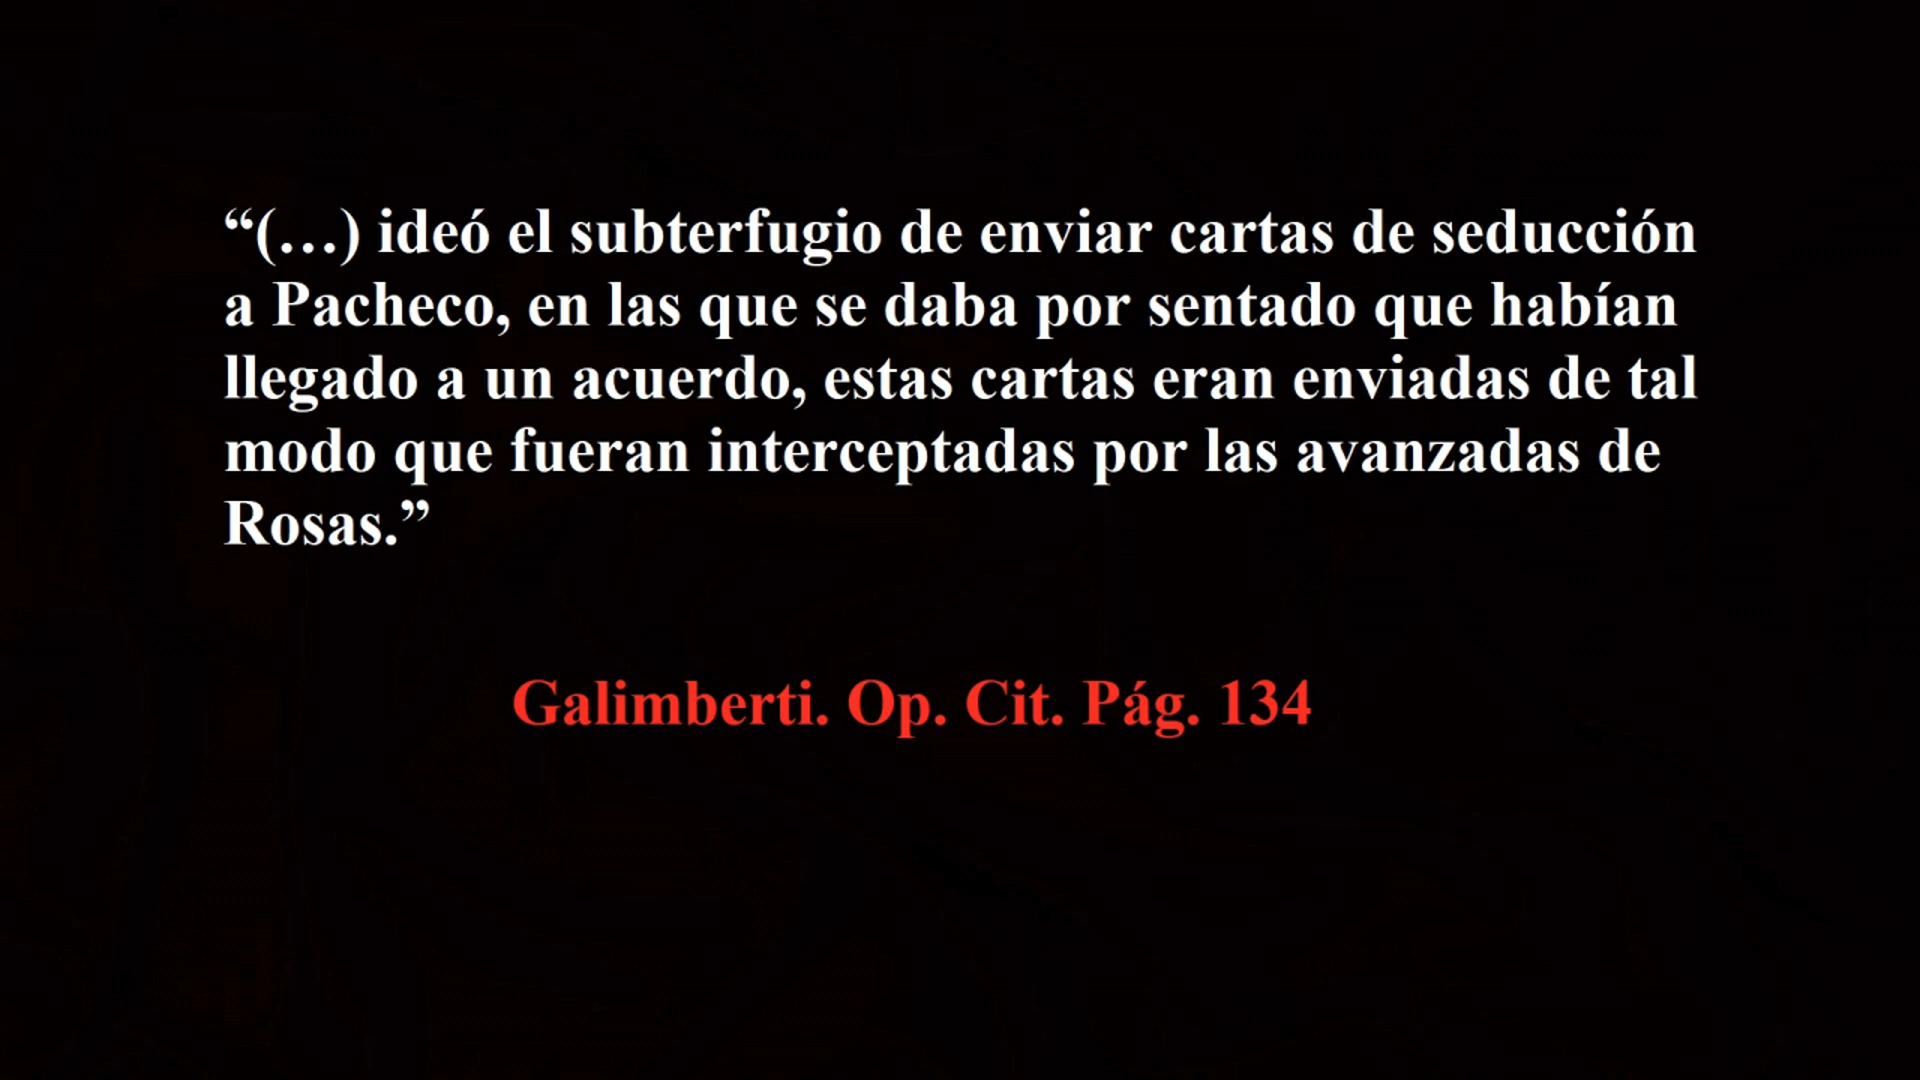 “(…) ideó el subterfugio de enviar cartas de seducción
a Pacheco, en las que se daba por sentado que habían
llegado a un acuerdo, estas cartas eran enviadas de tal
modo que fueran interceptadas por las avanzadas de
Rosas.”
Galimberti. Op. Cit. Pág. 134